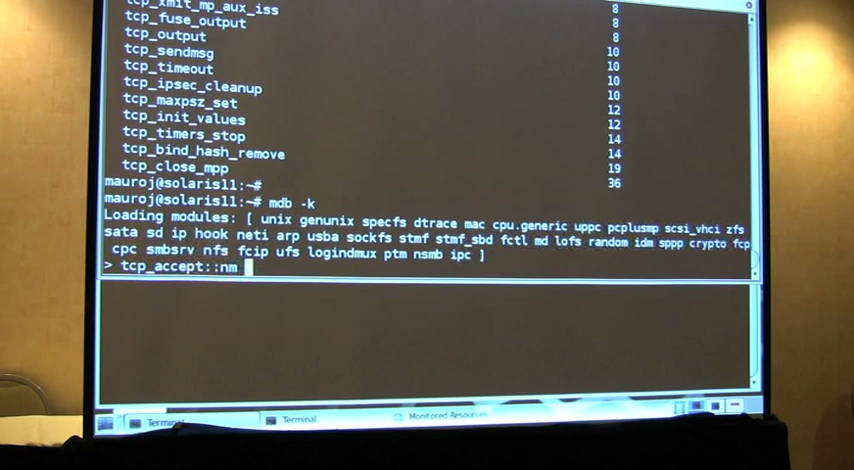 tcp_xmit_mp_aux_iss 8
tcp_fuse_output 8
tcp_output 8
tcp_sendmsg 10
tcp_timeout 10
tcp_ipsec_cleanup 10
tcp_maxpsz_set 10
tcp_init_values 12
tcp_timers_stop 12
tcp_bind_hash_remove 14
tcp_close_mpp 14
19
mauroj@solaris11:~# 36
mauroj@solaris11:~# mdb -k
Loading modules: [ unix genunix specfs dtrace mac cpu.generic uppc pcplusmp scsi_vhci zfs
sata sd ip hook neti arp usba sockfs stmf stmf_sbd fctl md lofs random idm sppp crypto fcp
cpc smbsrv nfs fcip ufs logindmux ptm nsmb ipc ]
> tcp_accept::nm
Terminal
Terminal
Monitored Resources